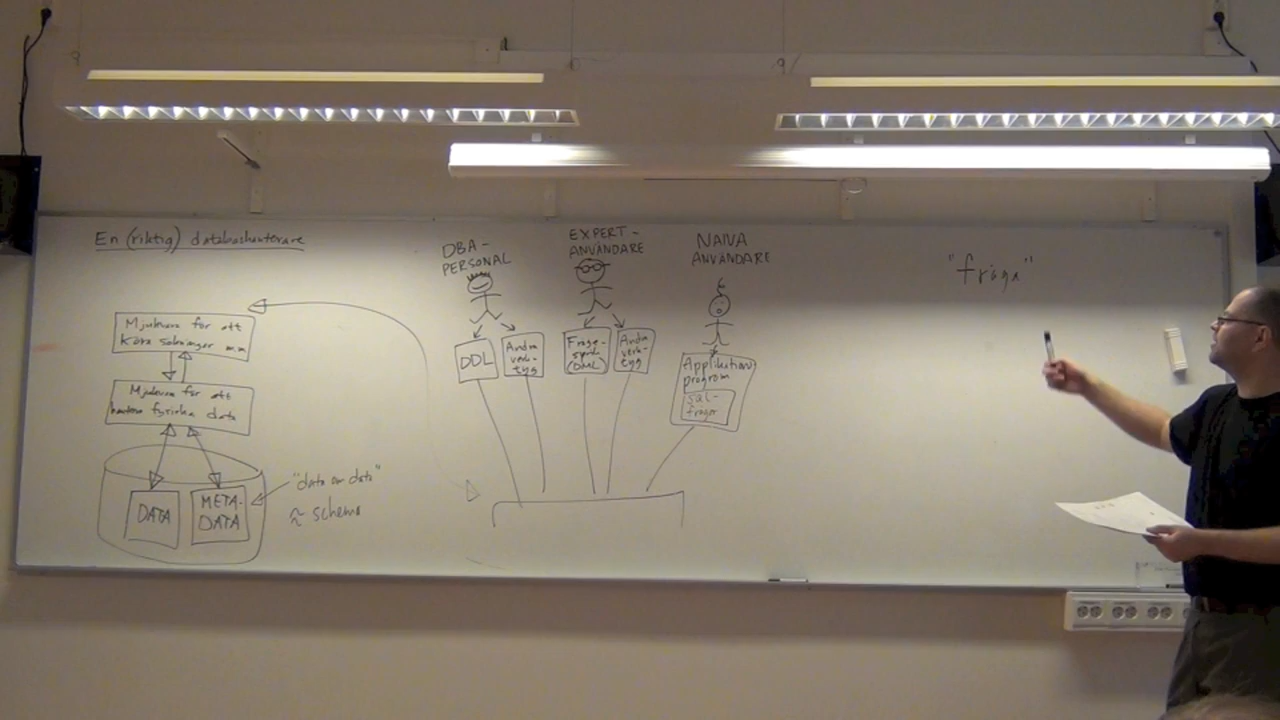 En (riktig) databashanterare
Mjukvara för att
köra sökningar m.m
Mjukvara för att
hantera fysiska data
DATA
META-
DATA
"data om data"
≈ schema
DBA-
PERSONAL
DDL
Andra
verk-
tyg
EXPERT-
ANVÄNDARE
Fråge-
språk
(DML)
Andra
verk-
tyg
NAIVA
ANVÄNDARE
Applikations
program
SQL-
frågor
"fråga"